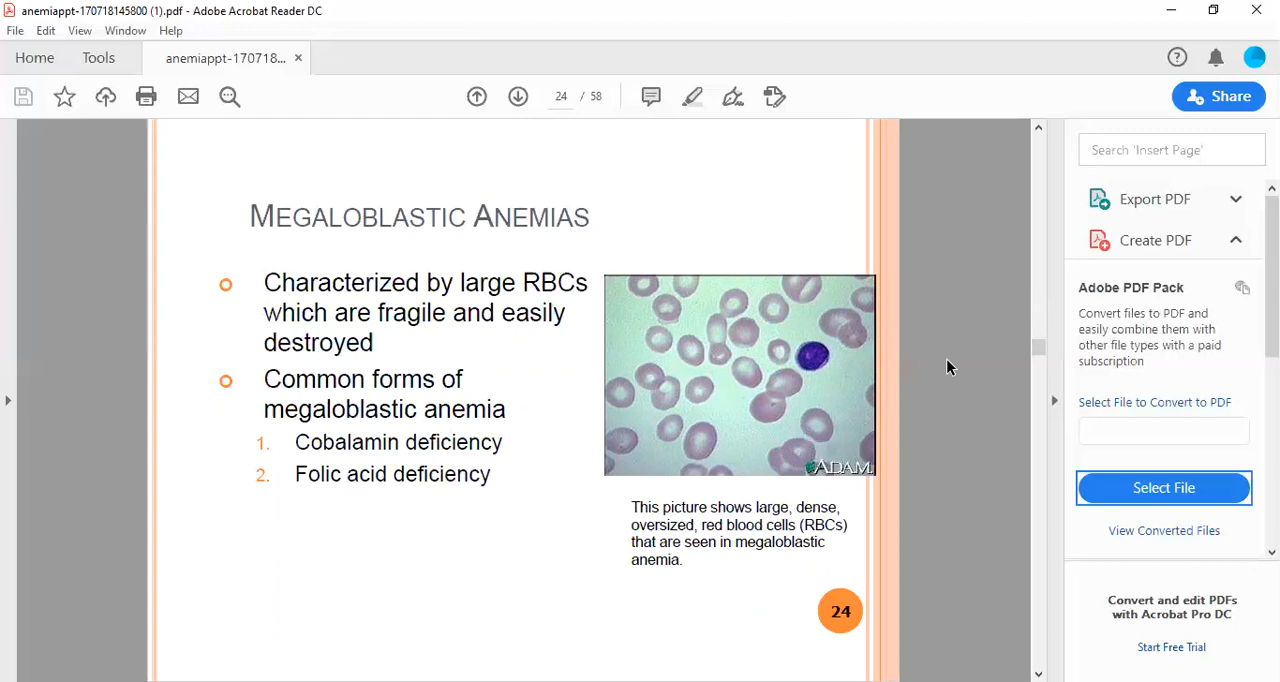 anemiappt-170718145800 (1).pdf - Adobe Acrobat Reader DC
File Edit View Window Help
Home Tools anemiappt-170718... ×
24 / 58
Share
MEGALOBLASTIC ANEMIAS
Characterized by large RBCs
which are fragile and easily
destroyed
Common forms of
megaloblastic anemia
1. Cobalamin deficiency
2. Folic acid deficiency
ADAM.
This picture shows large, dense,
oversized, red blood cells (RBCs)
that are seen in megaloblastic
anemia.
24
Search 'Insert Page'
Export PDF
Create PDF
Adobe PDF Pack
Convert files to PDF and
easily combine them with
other file types with a paid
subscription
Select File to Convert to PDF
Select File
View Converted Files
Convert and edit PDFs
with Acrobat Pro DC
Start Free Trial